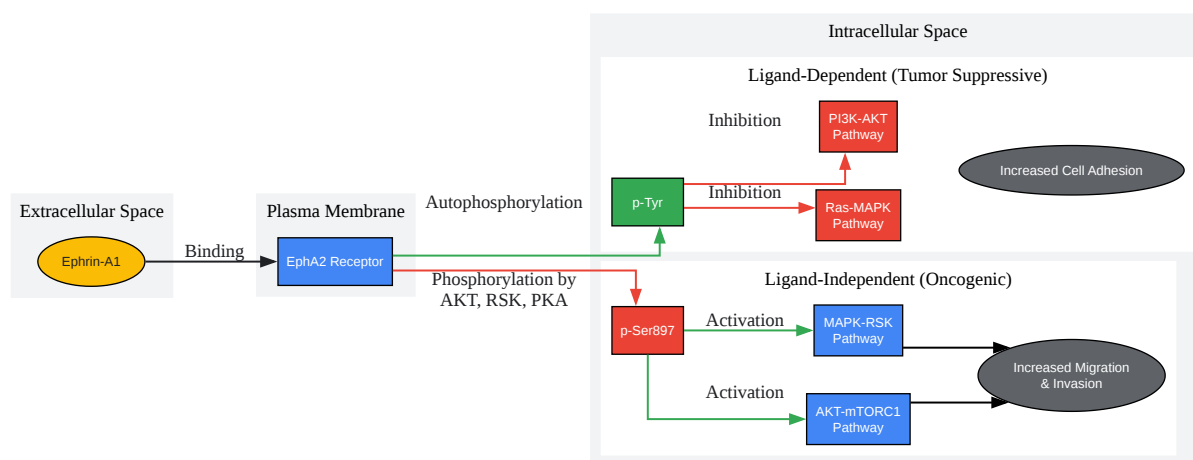 Intracellular Space
Ligand-Dependent (Tumor Suppressive)
Inhibition
PI3K-AKT
Pathway
Increased Cell Adhesion
Inhibition
p-Tyr
Ras-MAPK
Pathway
Autophosphorylation
Extracellular Space
Plasma Membrane
Ephrin-A1
Binding
EphA2 Receptor
Phosphorylation by
AKT, RSK, PKA
Ligand-Independent (Oncogenic)
p-Ser897
Activation
MAPK-RSK
Pathway
Increased Migration
& Invasion
Activation
AKT-mTORC1
Pathway